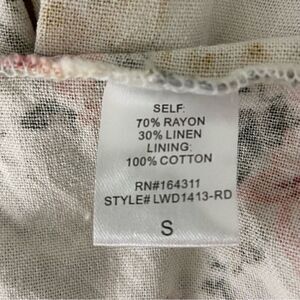 SELF:
70% RAYON
30% LINEN
LINING:
100% COTTON
RN#164311
STYLE# LWD1413-RD
S